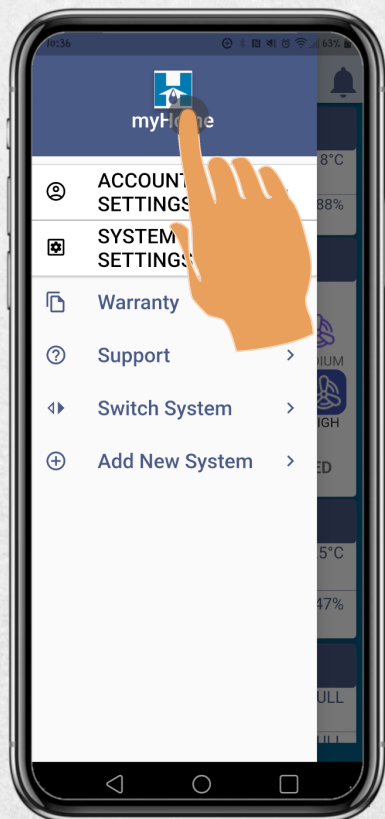 10:36
63%
myHome
8°C
ACCOUNT
SETTINGS
88%
SYSTEM
SETTINGS
Warranty
Support
DIUM
Switch System
IGH
Add New System
ED
5°C
47%
ULL
ULL